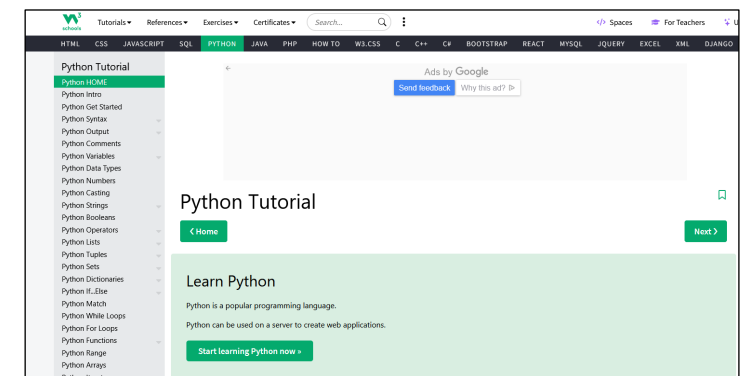 W3 schools Tutorials References Exercises Certificates Search... </> Spaces For Teachers
HTML CSS JAVASCRIPT SQL PYTHON JAVA PHP HOW TO W3.CSS C C++ C# BOOTSTRAP REACT MYSQL JQUERY EXCEL XML DJANGO
Python Tutorial
Python HOME
Python Intro
Python Get Started
Python Syntax
Python Output
Python Comments
Python Variables
Python Data Types
Python Numbers
Python Casting
Python Strings
Python Booleans
Python Operators
Python Lists
Python Tuples
Python Sets
Python Dictionaries
Python If...Else
Python Match
Python While Loops
Python For Loops
Python Functions
Python Range
Python Arrays
Ads by Google
Send feedback Why this ad?
Python Tutorial
❮ Home Next ❯
Learn Python
Python is a popular programming language.
Python can be used on a server to create web applications.
Start learning Python now »